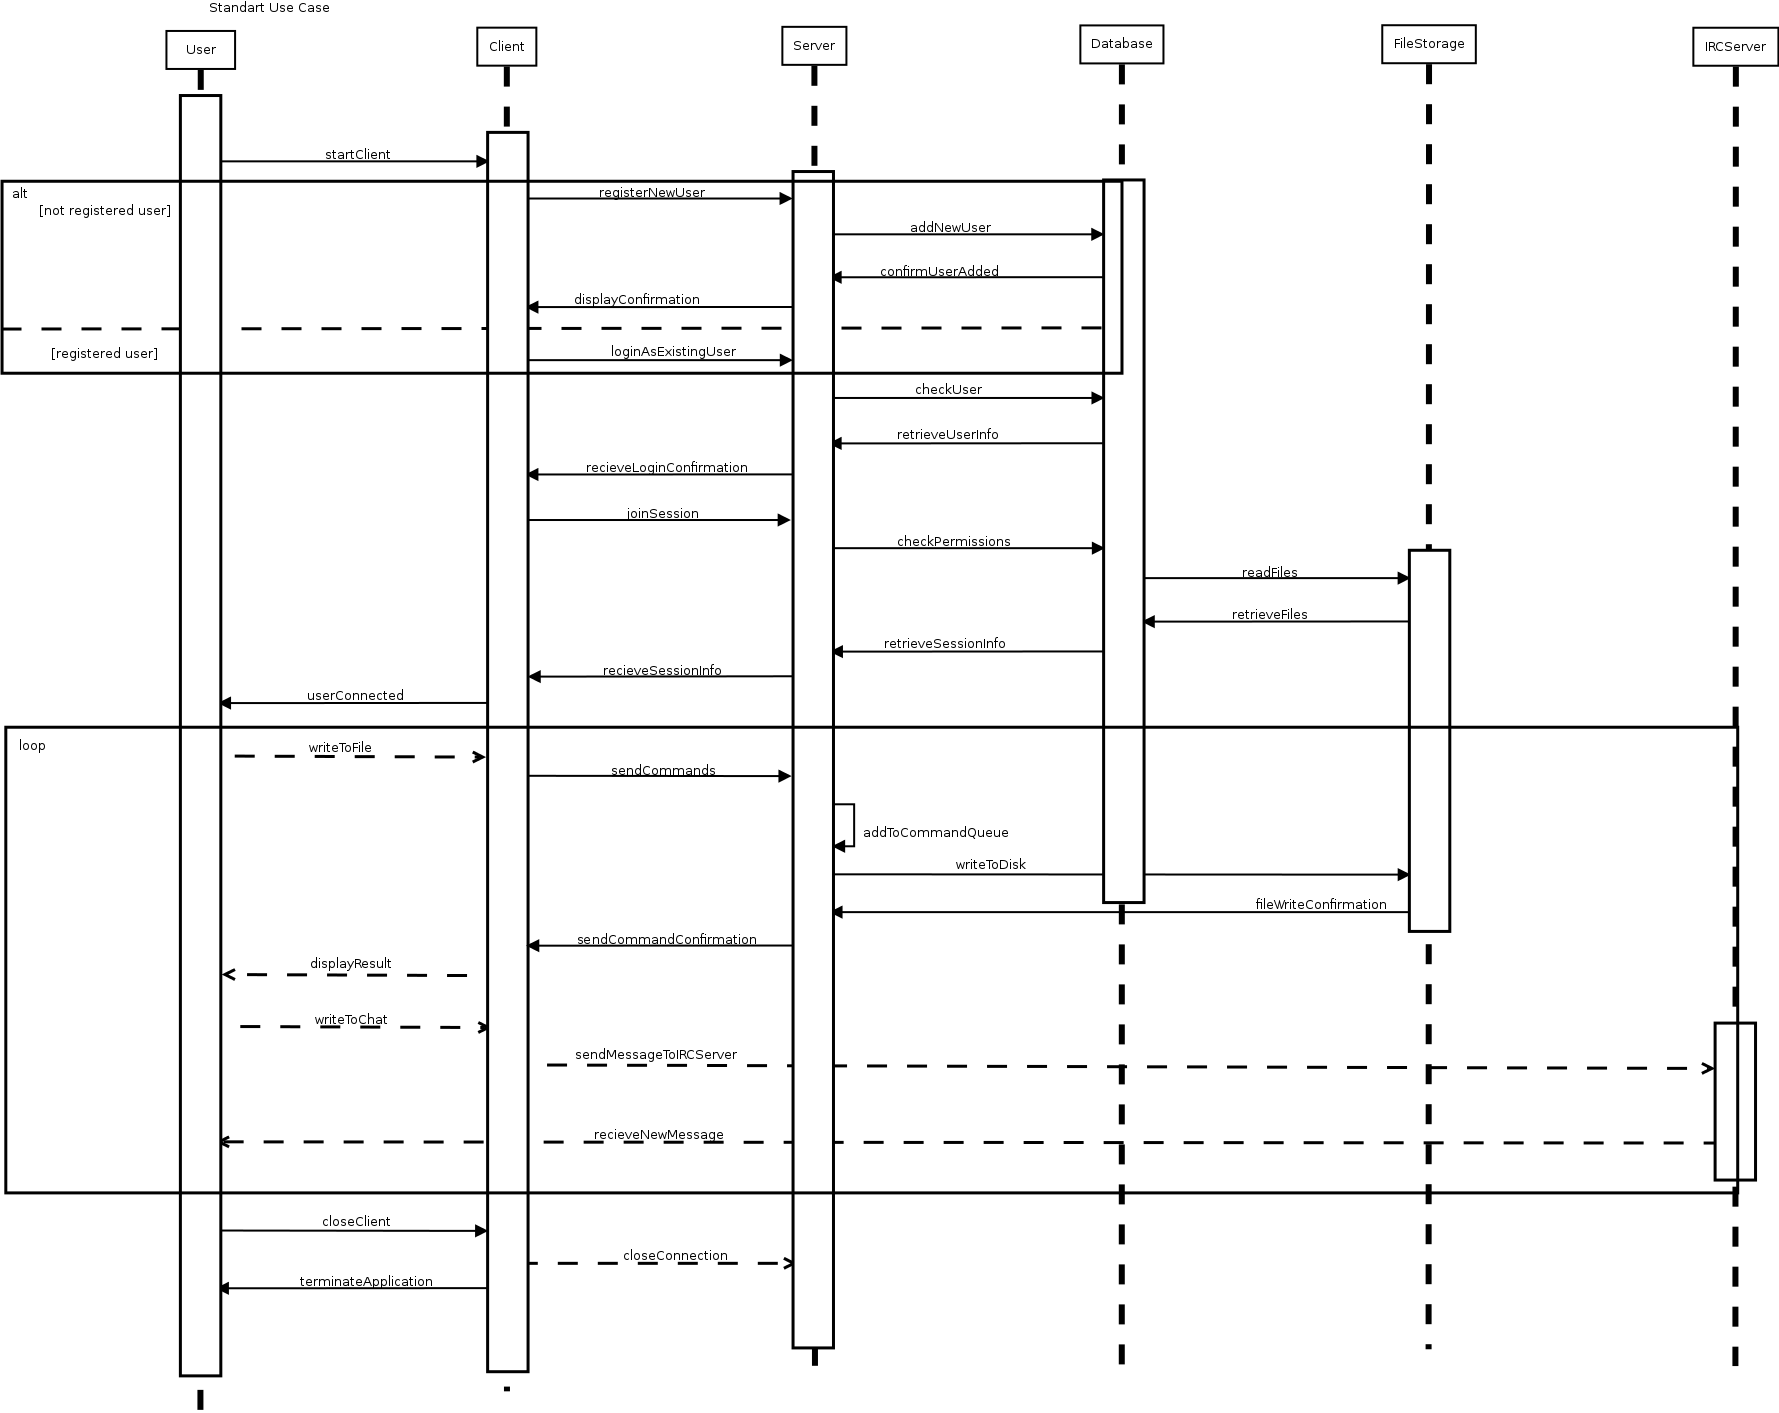 Standart Use Case
User
Client
Server
Database
FileStorage
IRCServer
startClient
alt
[not registered user]
registerNewUser
addNewUser
confirmUserAdded
displayConfirmation
[registered user]
loginAsExistingUser
checkUser
retrieveUserInfo
recieveLoginConfirmation
joinSession
checkPermissions
readFiles
retrieveFiles
retrieveSessionInfo
recieveSessionInfo
userConnected
loop
writeToFile
sendCommands
addToCommandQueue
writeToDisk
fileWriteConfirmation
sendCommandConfirmation
displayResult
writeToChat
sendMessageToIRCServer
recieveNewMessage
closeClient
closeConnection
terminateApplication